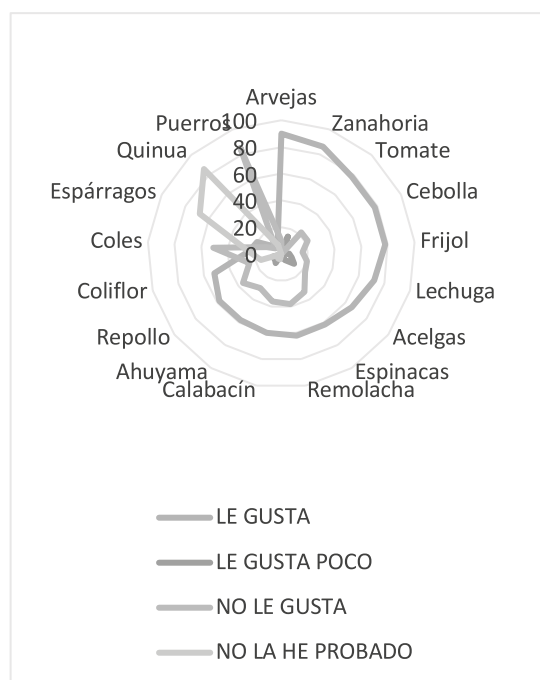 Arvejas
Zanahoria
Tomate
Cebolla
Frijol
Lechuga
Acelgas
Espinacas
Remolacha
Calabacín
Ahuyama
Repollo
Coliflor
Coles
Espárragos
Quinua
Puerros
100
80
60
40
20
0
LE GUSTA
LE GUSTA POCO
NO LE GUSTA
NO LA HE PROBADO